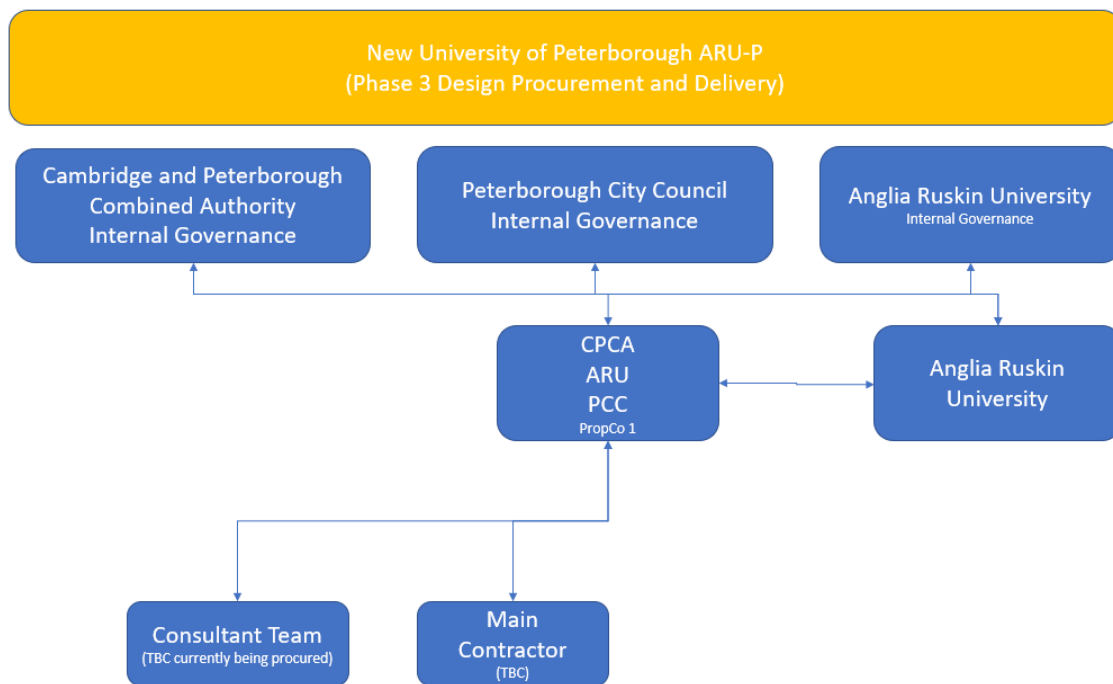 New University of Peterborough ARU-P
(Phase 3 Design Procurement and Delivery)
Cambridge and Peterborough
Combined Authority
Internal Governance
Peterborough City Council
Internal Governance
Anglia Ruskin University
Internal Governance
CPCA
ARU
PCC
PropCo 1
Anglia Ruskin
University
Consultant Team
(TBC currently being procured)
Main
Contractor
(TBC)